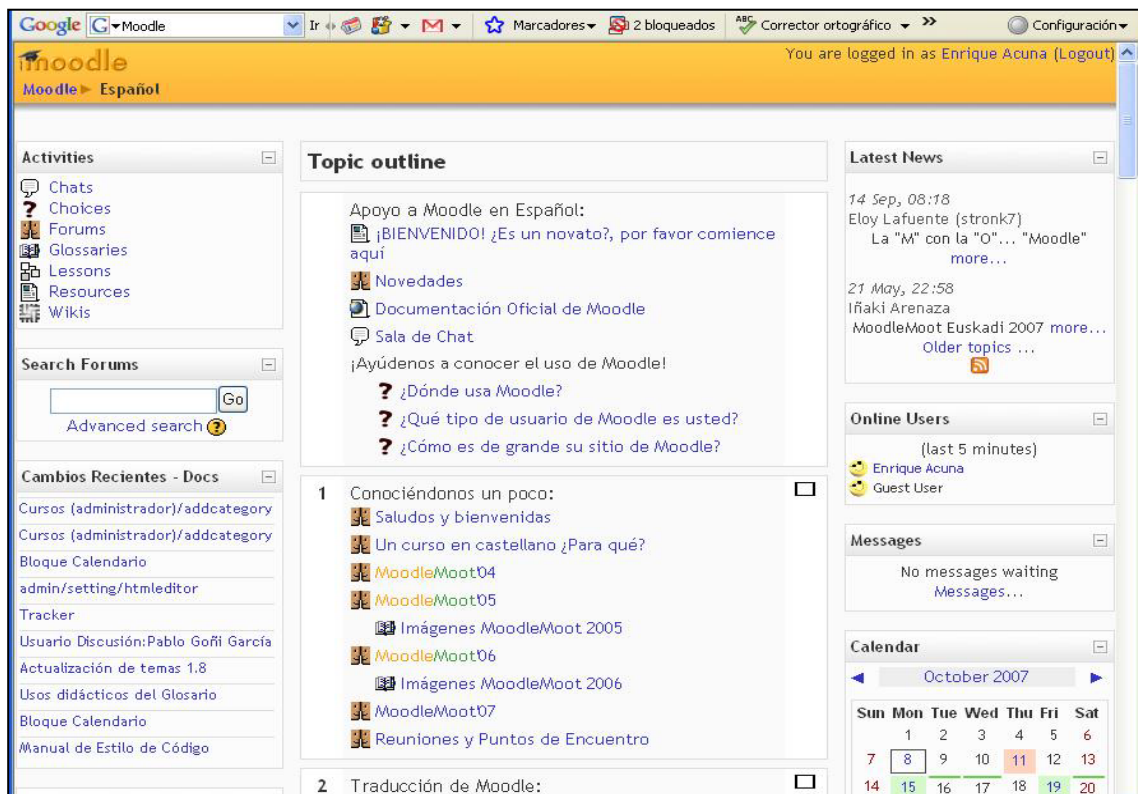 Google G Moodle Ir Marcadores 2 bloqueados ABC Corrector ortográfico » Configuración
moodle
You are logged in as Enrique Acuna (Logout)
Moodle ► Español
Activities
Chats
Choices
Forums
Glossaries
Lessons
Resources
Wikis
Search Forums
Go
Advanced search ?
Cambios Recientes - Docs
Cursos (administrador)/addcategory
Cursos (administrador)/addcategory
Bloque Calendario
admin/setting/htmleditor
Tracker
Usuario Discusión:Pablo Goñi García
Actualización de temas 1.8
Usos didácticos del Glosario
Bloque Calendario
Manual de Estilo de Código
Topic outline
Apoyo a Moodle en Español:
¡BIENVENIDO! ¿Es un novato?, por favor comience
aquí
Novedades
Documentación Oficial de Moodle
Sala de Chat
¡Ayúdenos a conocer el uso de Moodle!
? ¿Dónde usa Moodle?
? ¿Qué tipo de usuario de Moodle es usted?
? ¿Cómo es de grande su sitio de Moodle?
1 Conociéndonos un poco:
Saludos y bienvenidas
Un curso en castellano ¿Para qué?
MoodleMoot'04
MoodleMoot'05
Imágenes MoodleMoot 2005
MoodleMoot'06
Imágenes MoodleMoot 2006
MoodleMoot'07
Reuniones y Puntos de Encuentro
2 Traducción de Moodle:
Latest News
14 Sep, 08:18
Eloy Lafuente (stronk7)
La "M" con la "O"... "Moodle"
more...
21 May, 22:58
Iñaki Arenaza
MoodleMoot Euskadi 2007 more...
Older topics ...
Online Users
(last 5 minutes)
Enrique Acuna
Guest User
Messages
No messages waiting
Messages...
Calendar
◄ October 2007 ►
Sun Mon Tue Wed Thu Fri Sat
1 2 3 4 5 6
7 8 9 10 11 12 13
14 15 16 17 18 19 20